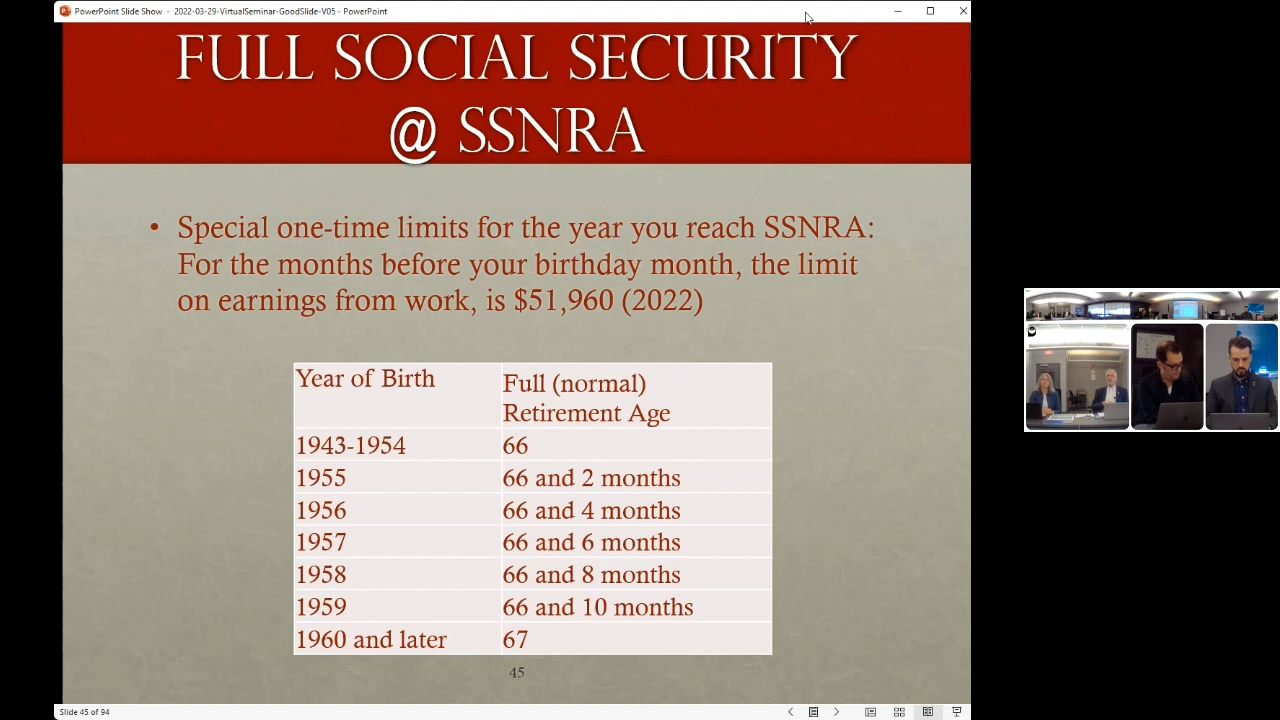 PowerPoint Slide Show - 2022-03-29-VirtualSeminar-GoodSlide-V05 - PowerPoint
FULL SOCIAL SECURITY
@ SSNRA
• Special one-time limits for the year you reach SSNRA:
For the months before your birthday month, the limit
on earnings from work, is $51,960 (2022)
Year of Birth
Full (normal)
Retirement Age
1943-1954 66
1955 66 and 2 months
1956 66 and 4 months
1957 66 and 6 months
1958 66 and 8 months
1959 66 and 10 months
1960 and later 67
45
Slide 45 of 94